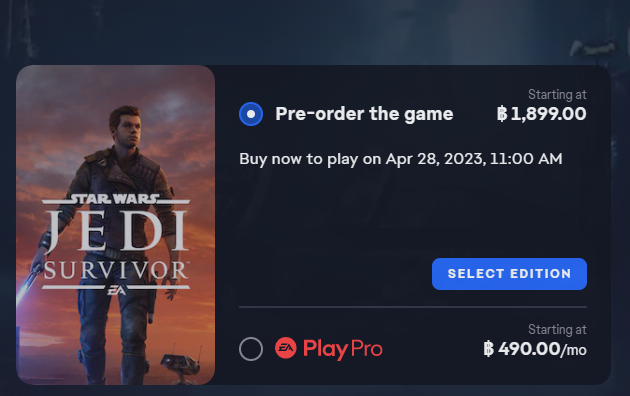 STAR WARS
JEDI
SURVIVOR
EA
Starting at
Pre-order the game ฿ 1,899.00
Buy now to play on Apr 28, 2023, 11:00 AM
SELECT EDITION
Starting at
EA Play Pro ฿ 490.00/mo